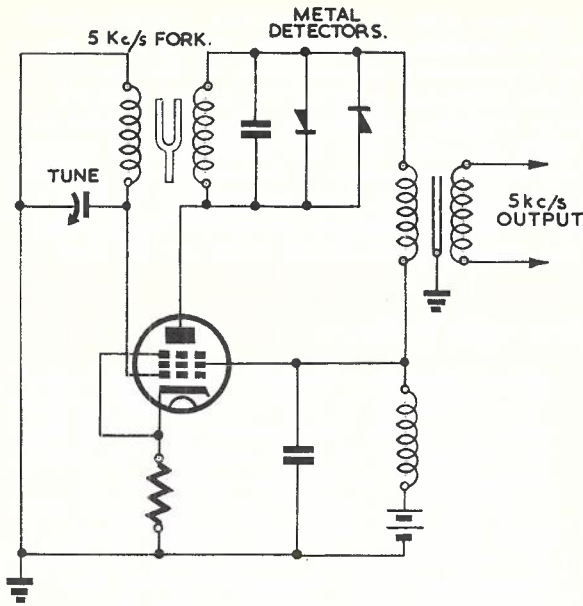 METAL
DETECTORS.
5 Kc/s FORK.
TUNE
5kc/s
OUTPUT